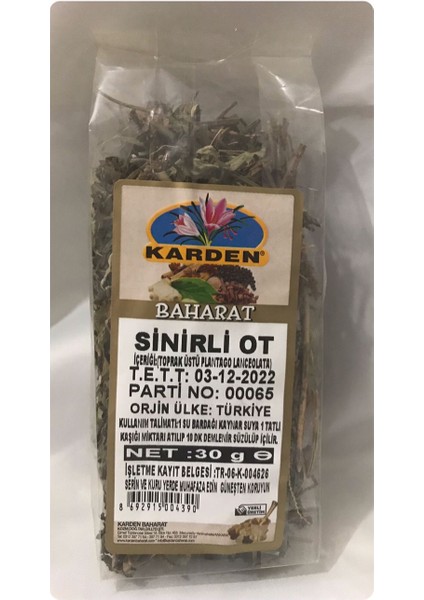 KARDEN®
BAHARAT
SİNİRLİ OT
İÇERİĞİ:(TOPRAK ÜSTÜ PLANTAGO LANCEOLATA)
T.E.T.T: 03-12-2022
PARTİ NO: 00065
ORJİN ÜLKE: TÜRKİYE
KULLANIM TALİMATI:1 SU BARDAĞI KAYNAR SUYA 1 TATLI
KAŞIĞI MİKTARI ATILIP 10 DK DEMLENİR SÜZÜLÜP İÇİLİR.
NET :30 g ℮
İŞLETME KAYIT BELGESİ :TR-06-K-004626
SERİN VE KURU YERDE MUHAFAZA EDİN GÜNEŞTEN KORUYUN
8 692915 004390
YERLİ
ÜRETİM
KARDEN BAHARAT